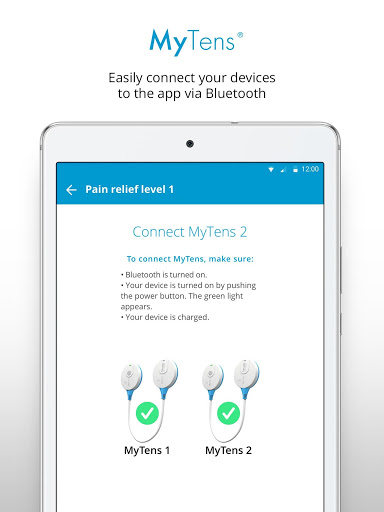 MyTens®
Easily connect your devices
to the app via Bluetooth
12:00
Pain relief level 1
Connect MyTens 2
To connect MyTens, make sure:
• Bluetooth is turned on.
• Your device is turned on by pushing
the power button. The green light
appears.
• Your device is charged.
MyTens 1 MyTens 2